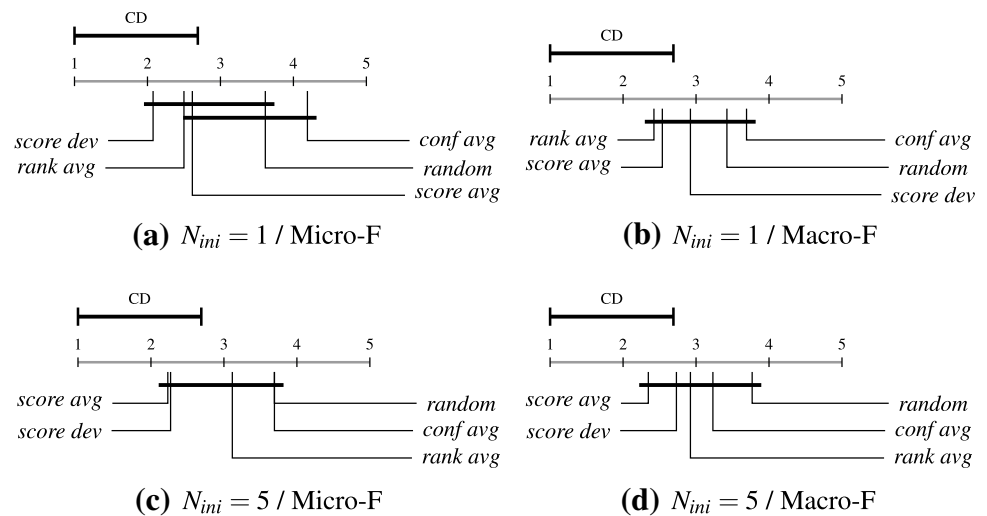 CD
1 2 3 4 5
score dev
conf avg
rank avg
random
score avg
(a) N_ini = 1 / Micro-F
CD
1 2 3 4 5
rank avg
conf avg
score avg
random
score dev
(b) N_ini = 1 / Macro-F
CD
1 2 3 4 5
score avg
random
score dev
conf avg
rank avg
(c) N_ini = 5 / Micro-F
CD
1 2 3 4 5
score avg
random
score dev
conf avg
rank avg
(d) N_ini = 5 / Macro-F